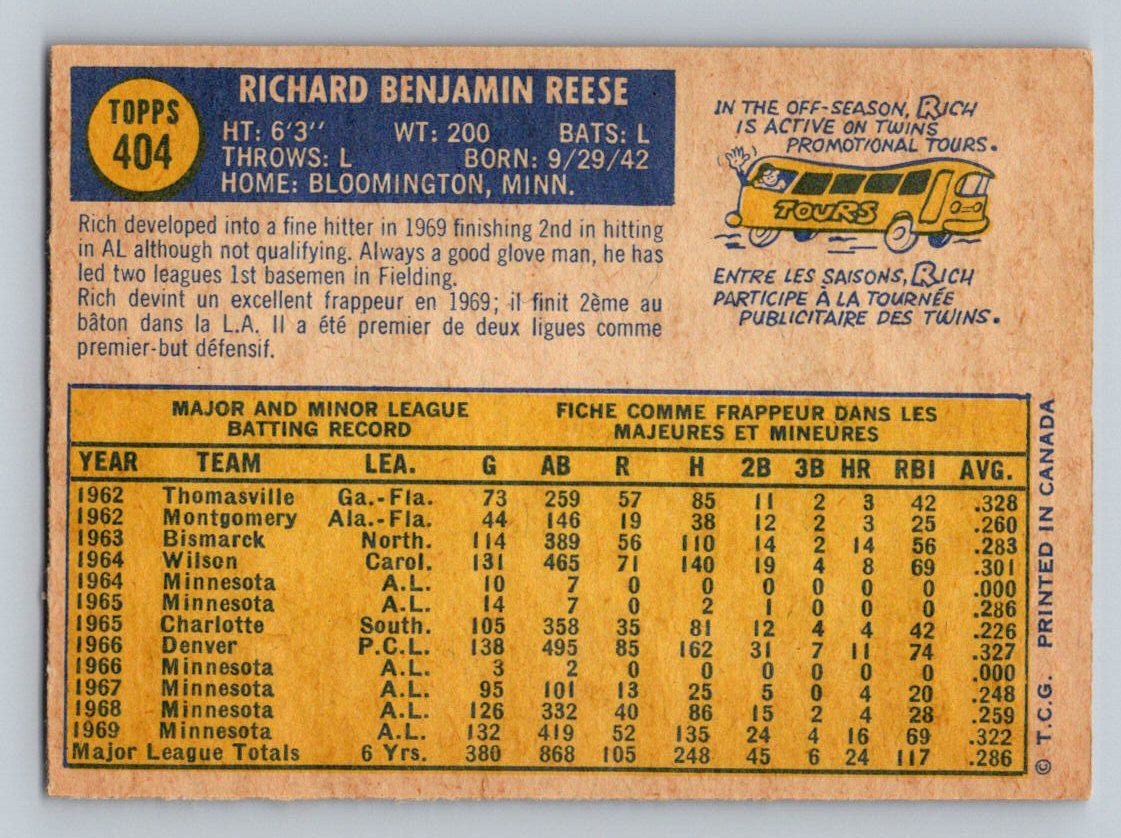 TOPPS
404
RICHARD BENJAMIN REESE
HT: 6'3" WT: 200 BATS: L
THROWS: L BORN: 9/29/42
HOME: BLOOMINGTON, MINN.
Rich developed into a fine hitter in 1969 finishing 2nd in hitting
in AL although not qualifying. Always a good glove man, he has
led two leagues 1st basemen in Fielding.
Rich devint un excellent frappeur en 1969; il finit 2ème au
bâton dans la L.A. Il a été premier de deux ligues comme
premier-but défensif.
IN THE OFF-SEASON, RICH
IS ACTIVE ON TWINS
PROMOTIONAL TOURS.
TOURS
ENTRE LES SAISONS, RICH
PARTICIPE À LA TOURNÉE
PUBLICITAIRE DES TWINS.
MAJOR AND MINOR LEAGUE
BATTING RECORD
FICHE COMME FRAPPEUR DANS LES
MAJEURES ET MINEURES
YEAR TEAM LEA. G AB R H 2B 3B HR RBI AVG.
1962 Thomasville Ga.-Fla. 73 259 57 85 11 2 3 42 .328
1962 Montgomery Ala.-Fla. 44 146 19 38 12 2 3 25 .260
1963 Bismarck North. 114 389 56 110 14 2 14 56 .283
1964 Wilson Carol. 131 465 71 140 19 4 8 69 .301
1964 Minnesota A.L. 10 7 0 0 0 0 0 0 .000
1965 Minnesota A.L. 14 7 0 2 1 0 0 0 .286
1965 Charlotte South. 105 358 35 81 12 4 4 42 .226
1966 Denver P.C.L. 138 495 85 162 31 7 11 74 .327
1966 Minnesota A.L. 3 2 0 0 0 0 0 0 .000
1967 Minnesota A.L. 95 101 13 25 5 0 4 20 .248
1968 Minnesota A.L. 126 332 40 86 15 2 4 28 .259
1969 Minnesota A.L. 132 419 52 135 24 4 16 69 .322
Major League Totals 6 Yrs. 380 868 105 248 45 6 24 117 .286
© T.C.G. PRINTED IN CANADA